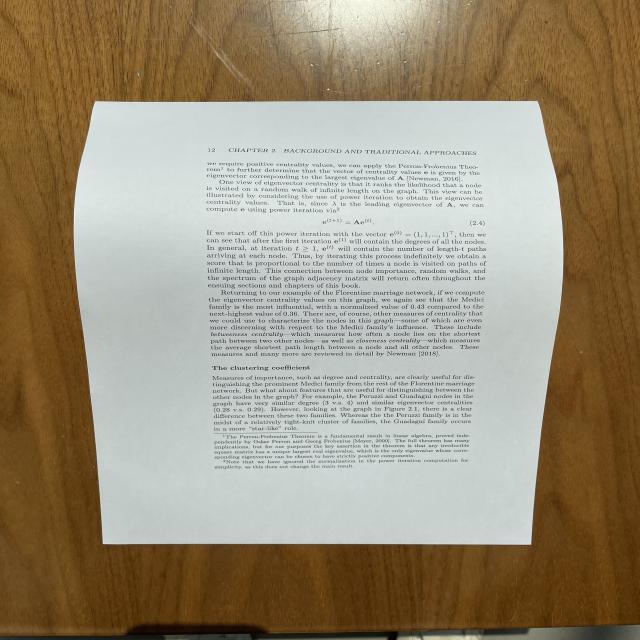 12 CHAPTER 2. BACKGROUND AND TRADITIONAL APPROACHES
we require positive centrality values, we can apply the Perron-Frobenius Theo-
rem¹ to further determine that the vector of centrality values e is given by the
eigenvector corresponding to the largest eigenvalue of A [Newman, 2016].
One view of eigenvector centrality is that it ranks the likelihood that a node
is visited on a random walk of infinite length on the graph. This view can be
illustrated by considering the use of power iteration to obtain the eigenvector
centrality values. That is, since λ is the leading eigenvector of A, we can
compute e using power iteration via²
e^(t+1) = Ae^(t). (2.4)
If we start off this power iteration with the vector e^(0) = (1, 1, ..., 1)^⊤, then we
can see that after the first iteration e^(1) will contain the degrees of all the nodes.
In general, at iteration t ≥ 1, e^(t) will contain the number of length-t paths
arriving at each node. Thus, by iterating this process indefinitely we obtain a
score that is proportional to the number of times a node is visited on paths of
infinite length. This connection between node importance, random walks, and
the spectrum of the graph adjacency matrix will return often throughout the
ensuing sections and chapters of this book.
Returning to our example of the Florentine marriage network, if we compute
the eigenvector centrality values on this graph, we again see that the Medici
family is the most influential, with a normalized value of 0.43 compared to the
next-highest value of 0.36. There are, of course, other measures of centrality that
we could use to characterize the nodes in this graph—some of which are even
more discerning with respect to the Medici family's influence. These include
betweeness centrality—which measures how often a node lies on the shortest
path between two other nodes—as well as closeness centrality—which measures
the average shortest path length between a node and all other nodes. These
measures and many more are reviewed in detail by Newman [2018].
The clustering coefficient
Measures of importance, such as degree and centrality, are clearly useful for dis-
tinguishing the prominent Medici family from the rest of the Florentine marriage
network. But what about features that are useful for distinguishing between the
other nodes in the graph? For example, the Peruzzi and Guadagni nodes in the
graph have very similar degree (3 v.s. 4) and similar eigenvector centralities
(0.28 v.s. 0.29). However, looking at the graph in Figure 2.1, there is a clear
difference between these two families. Whereas the the Peruzzi family is in the
midst of a relatively tight-knit cluster of families, the Guadagni family occurs
in a more "star-like" role.
¹The Perron-Frobenius Theorem is a fundamental result in linear algebra, proved inde-
pendently by Oskar Perron and Georg Frobenius [Meyer, 2000]. The full theorem has many
implications, but for our purposes the key assertion in the theorem is that any irreducible
square matrix has a unique largest real eigenvalue, which is the only eigenvalue whose corre-
sponding eigenvector can be chosen to have strictly positive components.
²Note that we have ignored the normalization in the power iteration computation for
simplicity, as this does not change the main result.